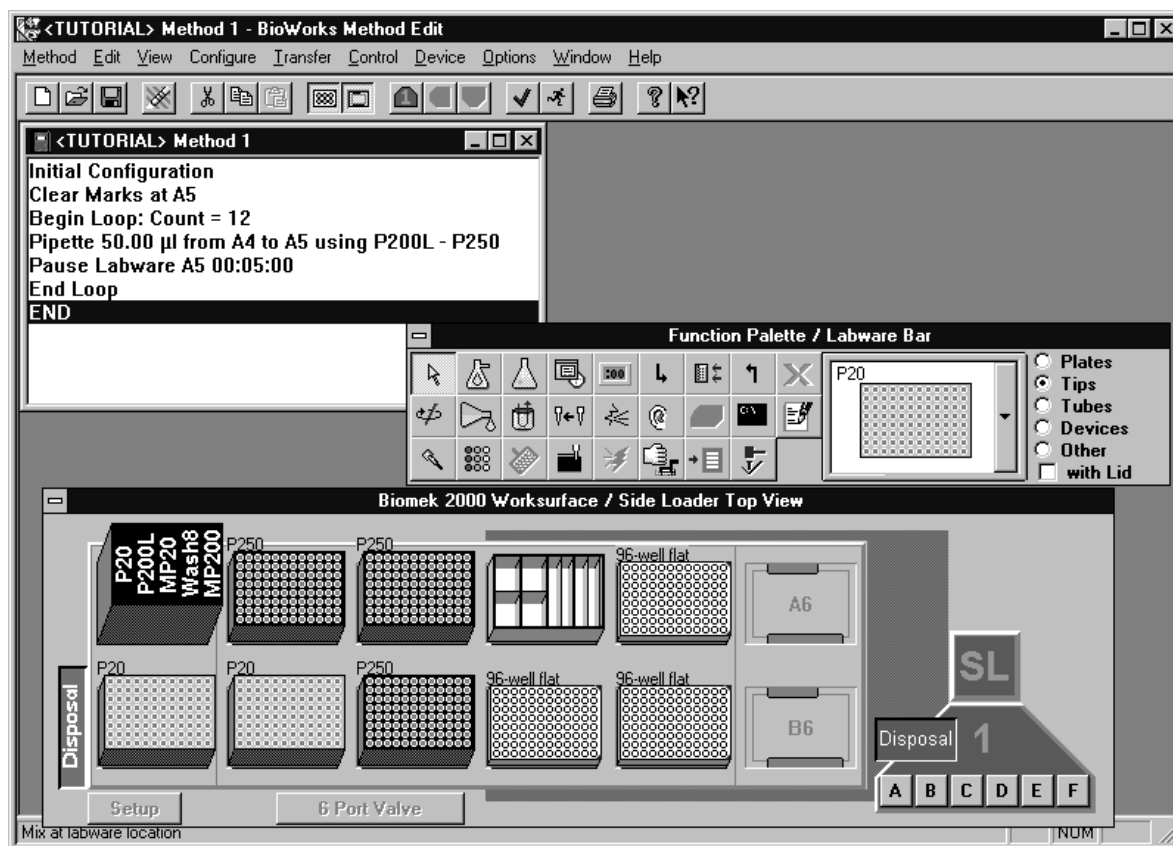 <TUTORIAL> Method 1 - BioWorks Method Edit
Method Edit View Configure Transfer Control Device Options Window Help
<TUTORIAL> Method 1
Initial Configuration
Clear Marks at A5
Begin Loop: Count = 12
Pipette 50.00 µl from A4 to A5 using P200L - P250
Pause Labware A5 00:05:00
End Loop
END
Function Palette / Labware Bar
:00
C:\
P20
Plates
Tips
Tubes
Devices
Other
with Lid
Biomek 2000 Worksurface / Side Loader Top View
P20
P200L
MP20
Wash8
MP200
P250
P250
96-well flat
A6
P20
P20
P250
96-well flat
96-well flat
B6
Disposal
SL
Disposal
1
A B C D E F
Setup
6 Port Valve
Mix at labware location
NUM